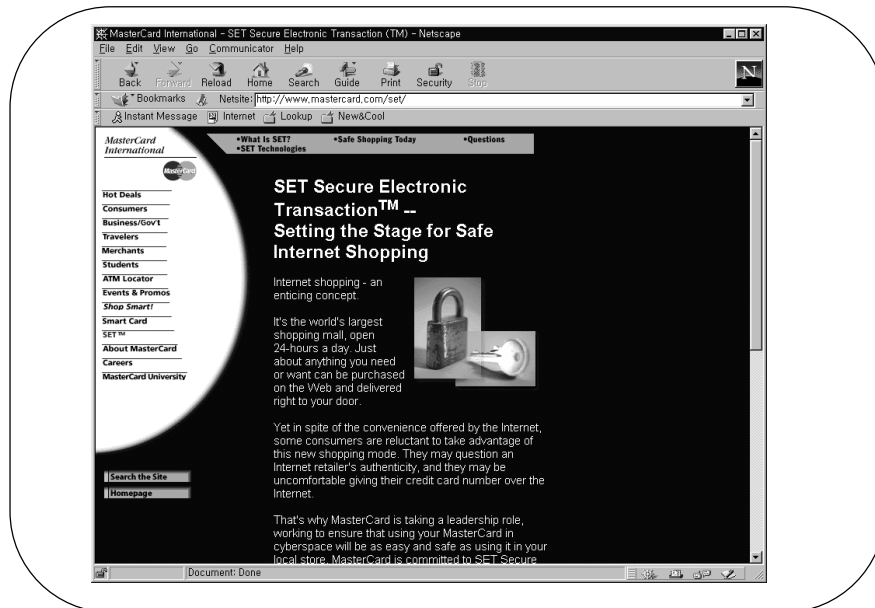 MasterCard International - SET Secure Electronic Transaction (TM) - Netscape
File Edit View Go Communicator Help
Back Forward Reload Home Search Guide Print Security Stop
N
Bookmarks Netsite: http://www.mastercard.com/set/
Instant Message Internet Lookup New&Cool
MasterCard
International
MasterCard
•What Is SET? •Safe Shopping Today •Questions
•SET Technologies
Hot Deals
Consumers
Business/Gov't
Travelers
Merchants
Students
ATM Locator
Events & Promos
Shop Smart!
Smart Card
SET™
About MasterCard
Careers
MasterCard University
Search the Site
Homepage
SET Secure Electronic
Transaction™ --
Setting the Stage for Safe
Internet Shopping
Internet shopping - an
enticing concept.
It's the world's largest
shopping mall, open
24-hours a day. Just
about anything you need
or want can be purchased
on the Web and delivered
right to your door.
Yet in spite of the convenience offered by the Internet,
some consumers are reluctant to take advantage of
this new shopping mode. They may question an
Internet retailer's authenticity, and they may be
uncomfortable giving their credit card number over the
Internet.
That's why MasterCard is taking a leadership role,
working to ensure that using your MasterCard in
cyberspace will be as easy and safe as using it in your
local store. MasterCard is committed to SET Secure
Document: Done